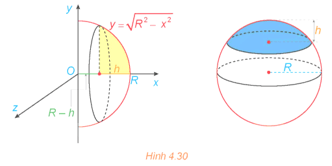 y
y = √R² − x²
h
O
R
x
z
R − h
h
R
Hình 4.30